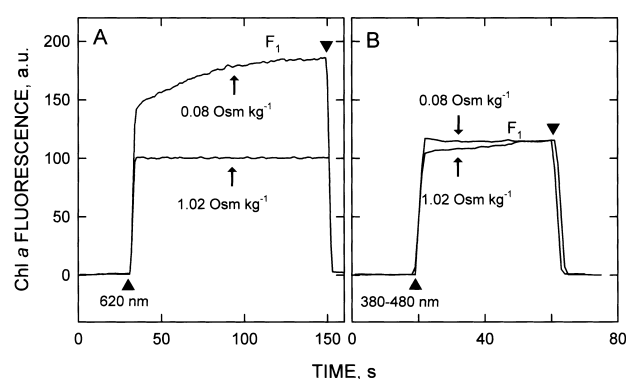 A
B
F1
F1
0.08 Osm kg-1
0.08 Osm kg-1
1.02 Osm kg-1
1.02 Osm kg-1
620 nm
380-480 nm
200
150
100
50
0
0
50
100
150
0
40
60
80
Chl a FLUORESCENCE, a.u.
TIME, s